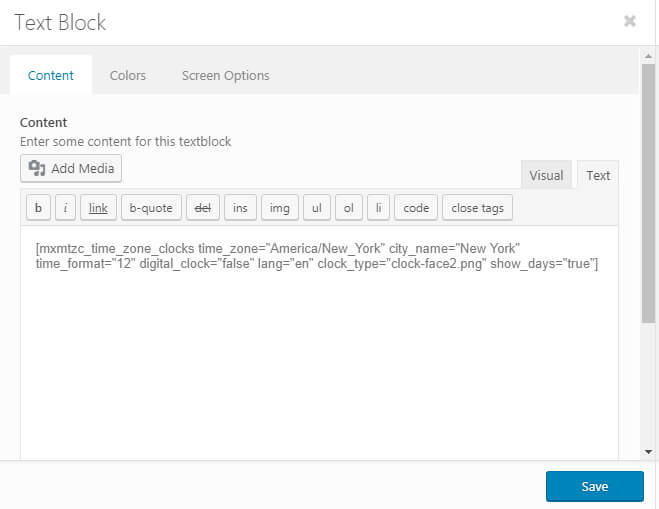 Text Block
Content Colors Screen Options
Content
Enter some content for this textblock
Add Media
Visual Text
b i link b-quote del ins img ul ol li code close tags
[mxmtzc_time_zone_clocks time_zone="America/New_York" city_name="New York"
time_format="12" digital_clock="false" lang="en" clock_type="clock-face2.png" show_days="true"]
Save